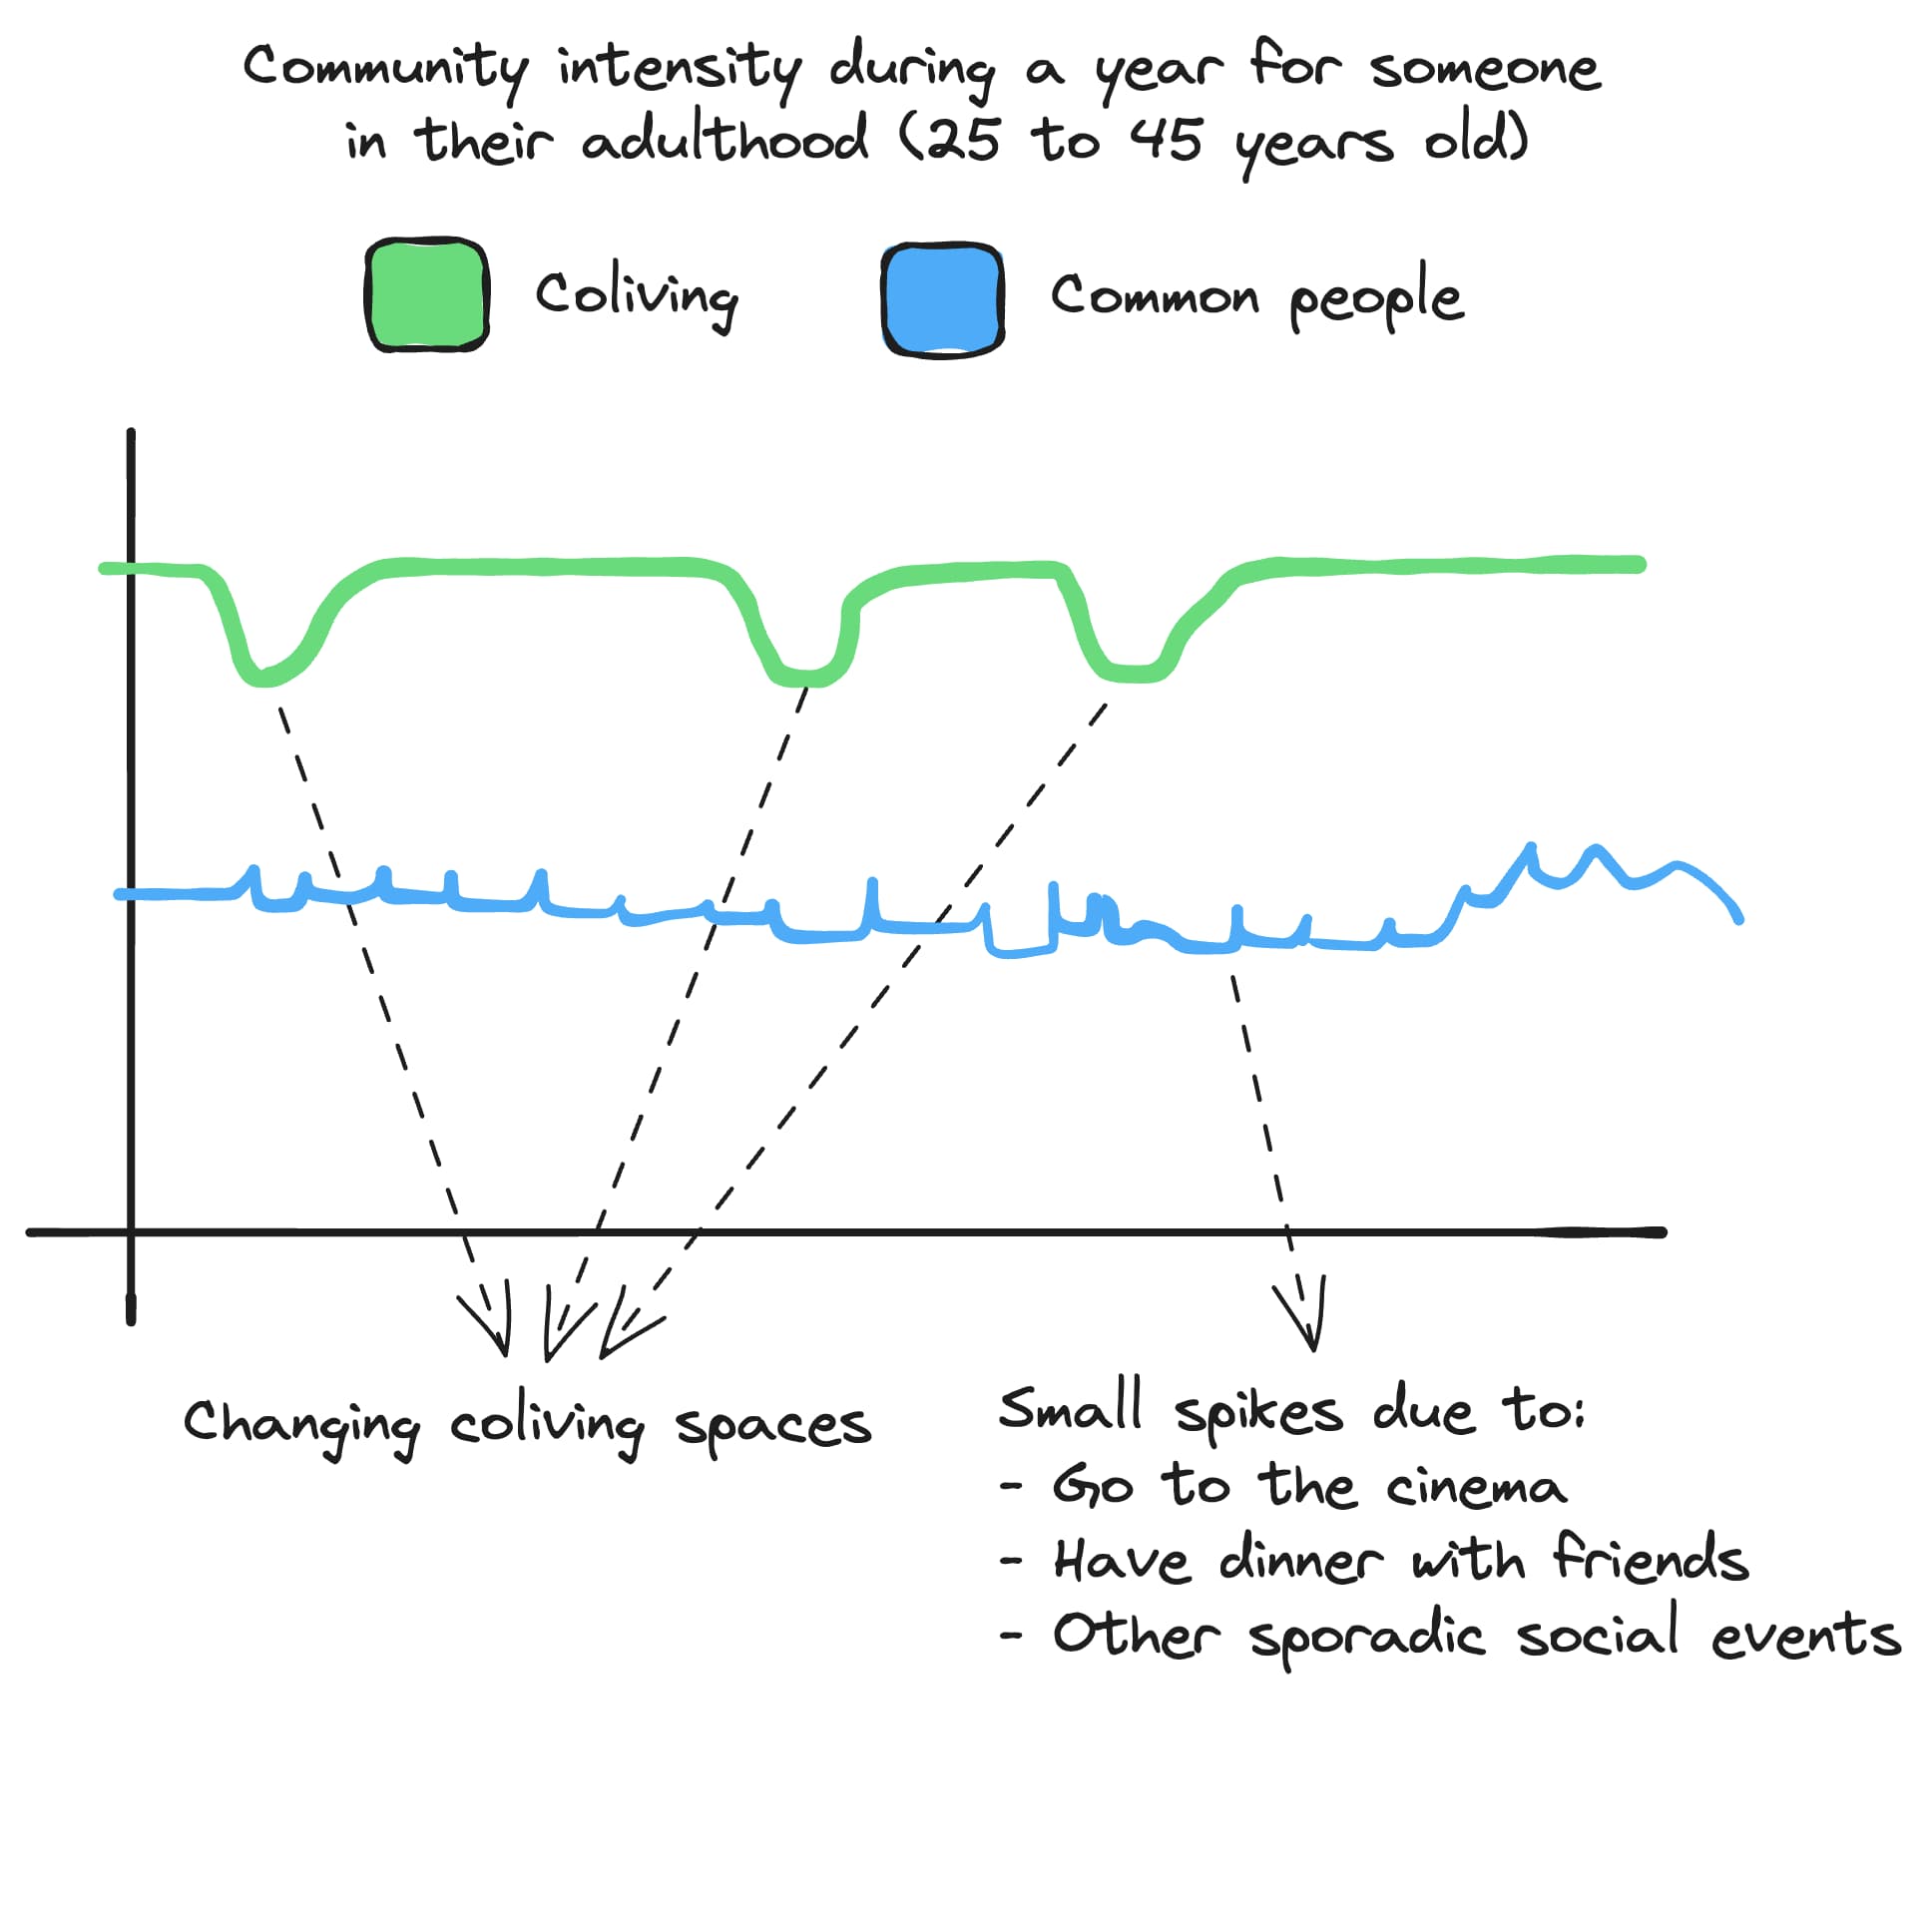 Community intensity during a year for someone
in their adulthood (25 to 45 years old)
Coliving
Common people
Changing coliving spaces
Small spikes due to:
- Go to the cinema
- Have dinner with friends
- Other sporadic social events